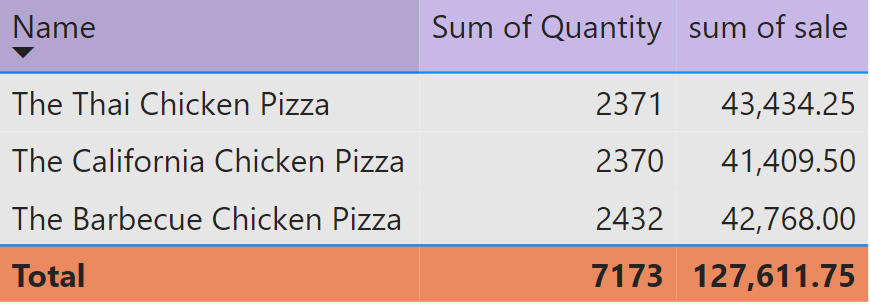 Name Sum of Quantity sum of sale
The Thai Chicken Pizza 2371 43,434.25
The California Chicken Pizza 2370 41,409.50
The Barbecue Chicken Pizza 2432 42,768.00
Total 7173 127,611.75